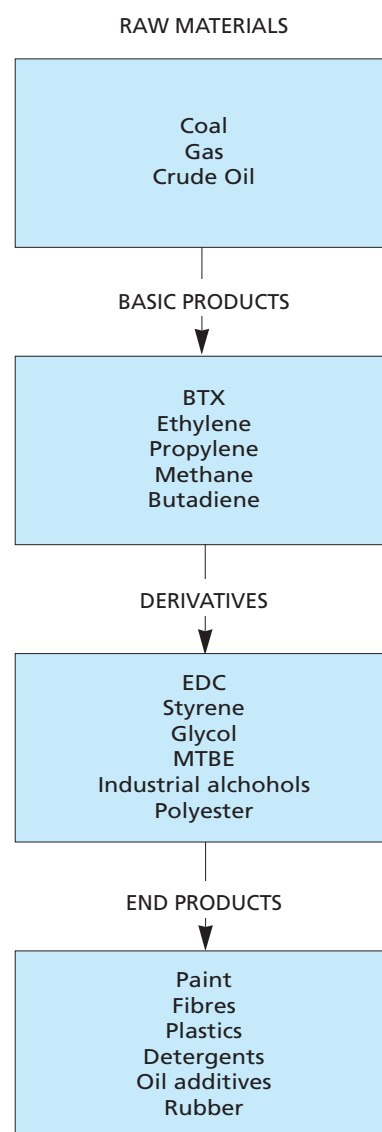 RAW MATERIALS
Coal
Gas
Crude Oil
BASIC PRODUCTS
BTX
Ethylene
Propylene
Methane
Butadiene
DERIVATIVES
EDC
Styrene
Glycol
MTBE
Industrial alchohols
Polyester
END PRODUCTS
Paint
Fibres
Plastics
Detergents
Oil additives
Rubber